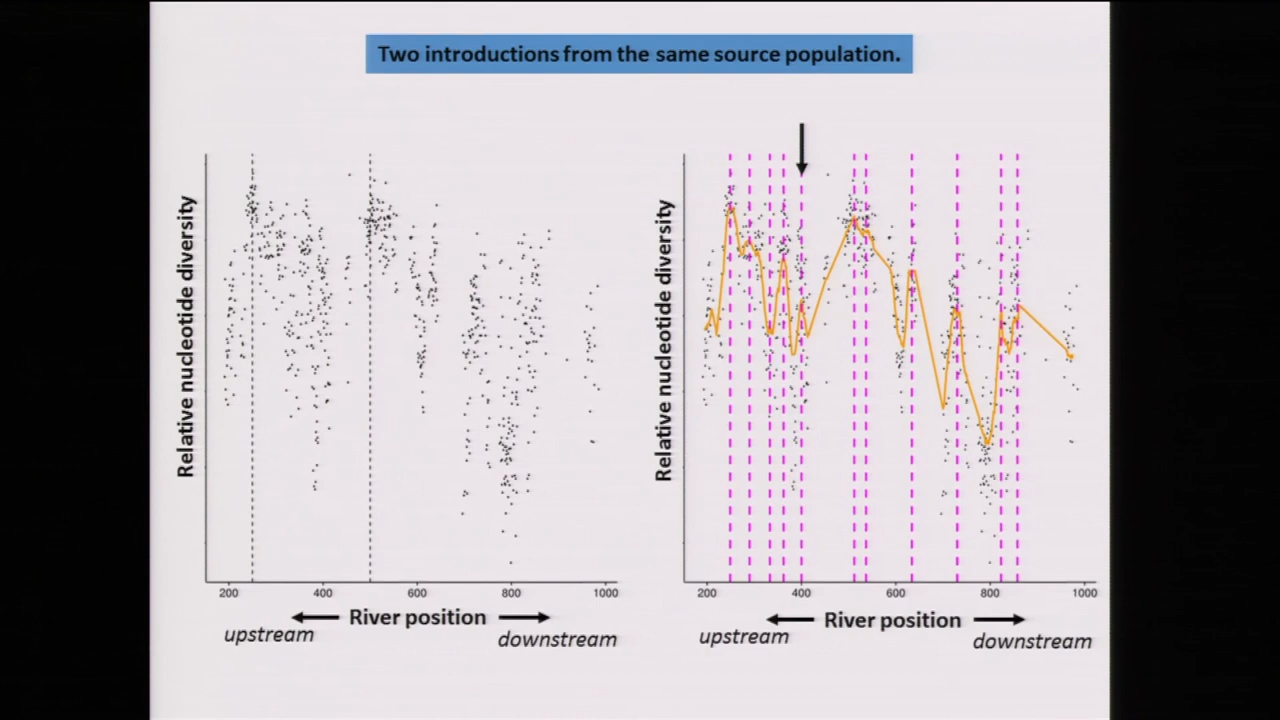 Two introductions from the same source population.
Relative nucleotide diversity
200 400 600 800 1000
River position
upstream
downstream
Relative nucleotide diversity
200 400 600 800 1000
River position
upstream
downstream